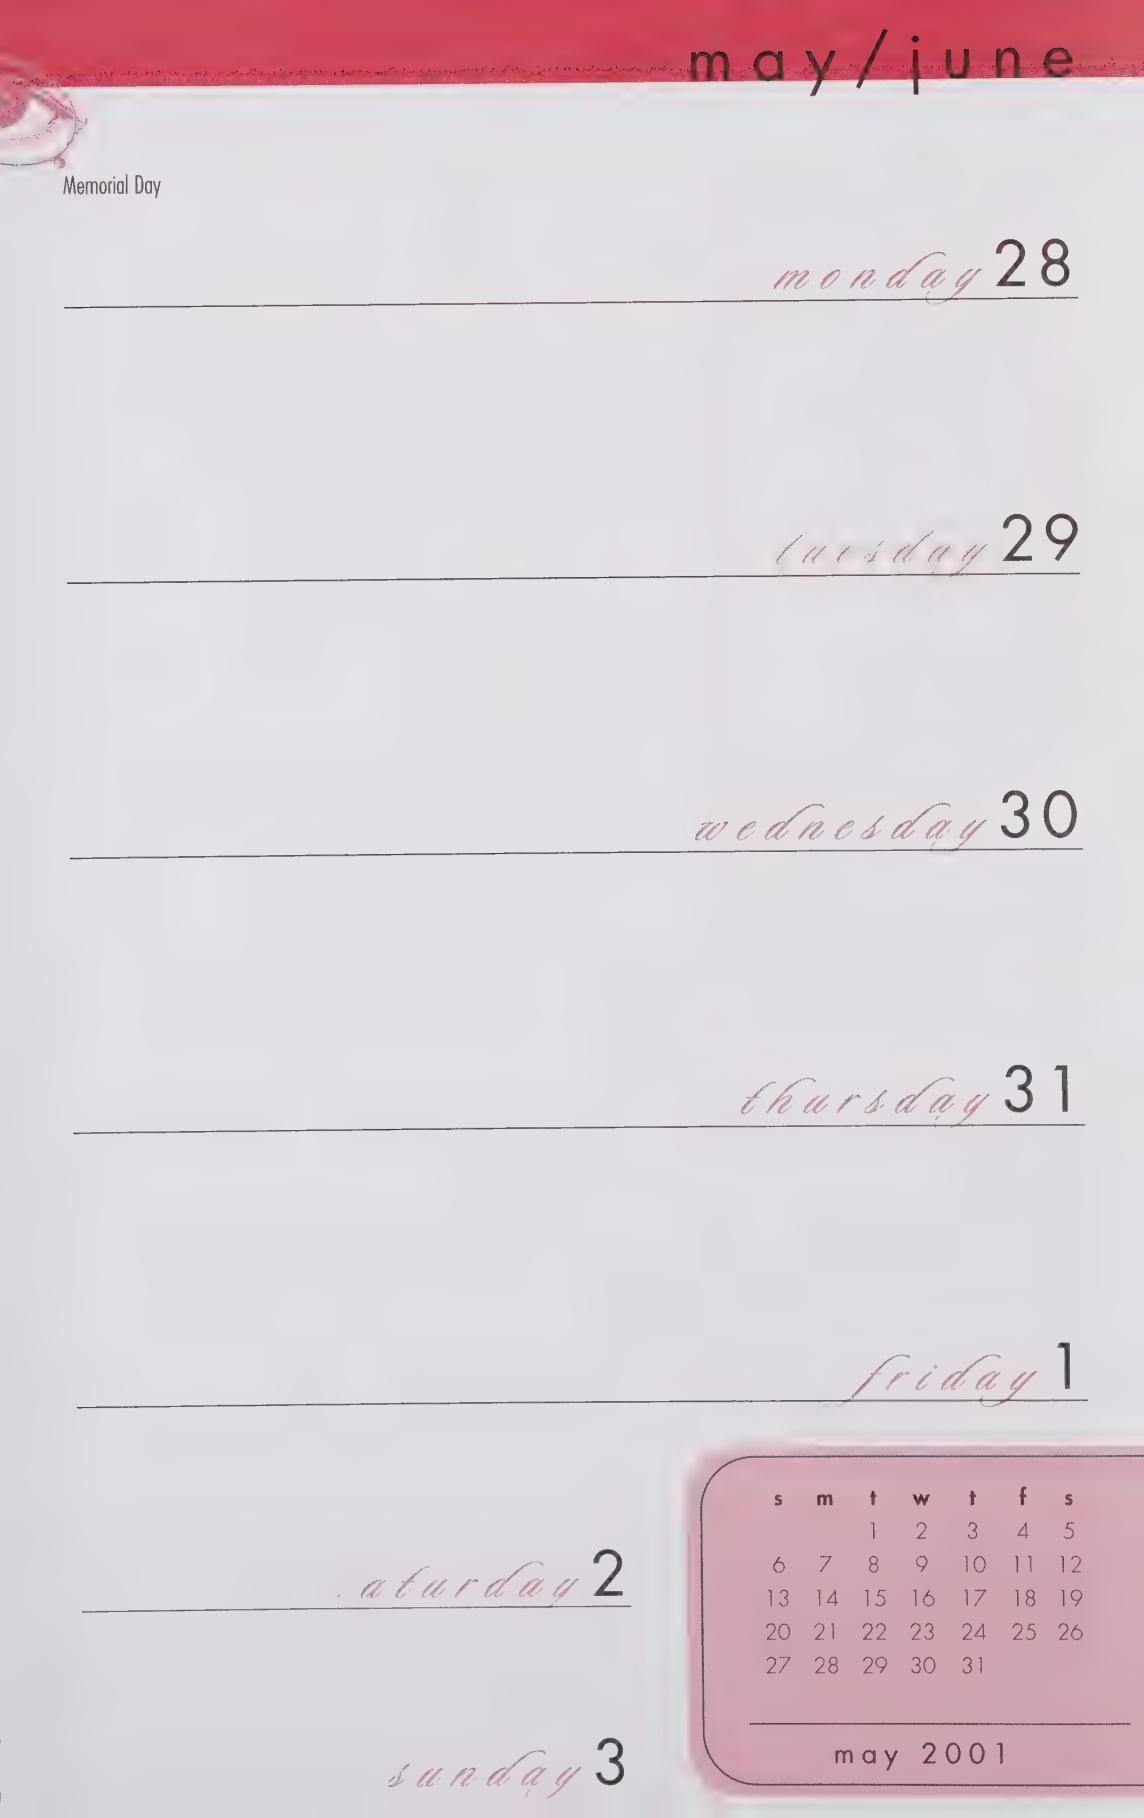 may/june
Memorial Day
monday 28
tuesday 29
wednesday 30
thursday 31
friday 1
aturday 2
sunday 3
s m t w t f s
1 2 3 4 5
6 7 8 9 10 11 12
13 14 15 16 17 18 19
20 21 22 23 24 25 26
27 28 29 30 31
may 2001